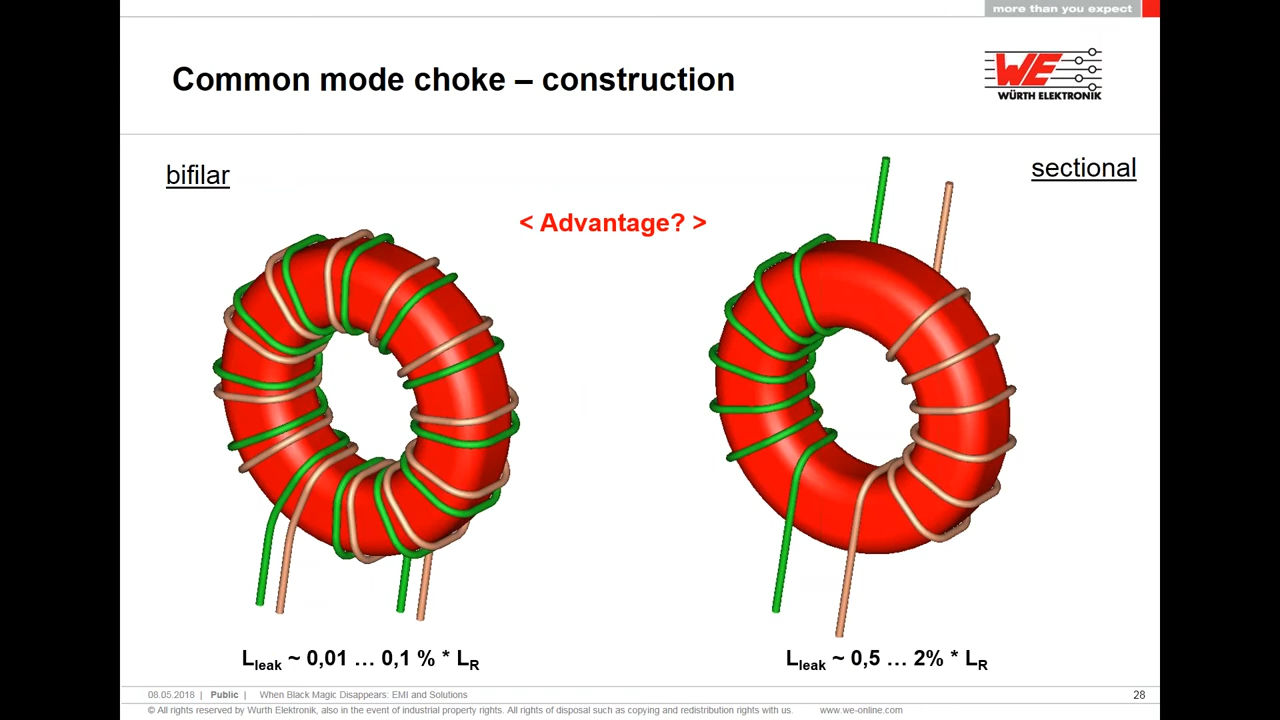 more than you expect
Common mode choke – construction
WE
WÜRTH ELEKTRONIK
bifilar
sectional
< Advantage? >
Lleak ~ 0,01 … 0,1 % * LR
Lleak ~ 0,5 … 2% * LR
08.05.2018 | Public | When Black Magic Disappears: EMI and Solutions
28
© All rights reserved by Wurth Elektronik, also in the event of industrial property rights. All rights of disposal such as copying and redistribution rights with us. www.we-online.com